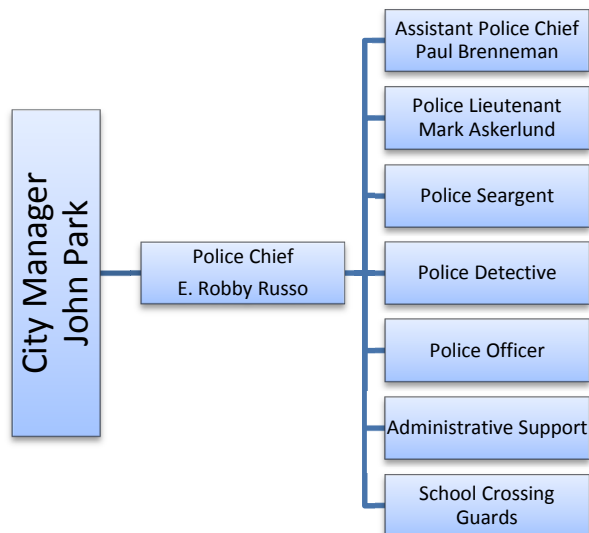 City Manager
John Park
Police Chief
E. Robby Russo
Assistant Police Chief
Paul Brenneman
Police Lieutenant
Mark Askerlund
Police Seargent
Police Detective
Police Officer
Administrative Support
School Crossing
Guards